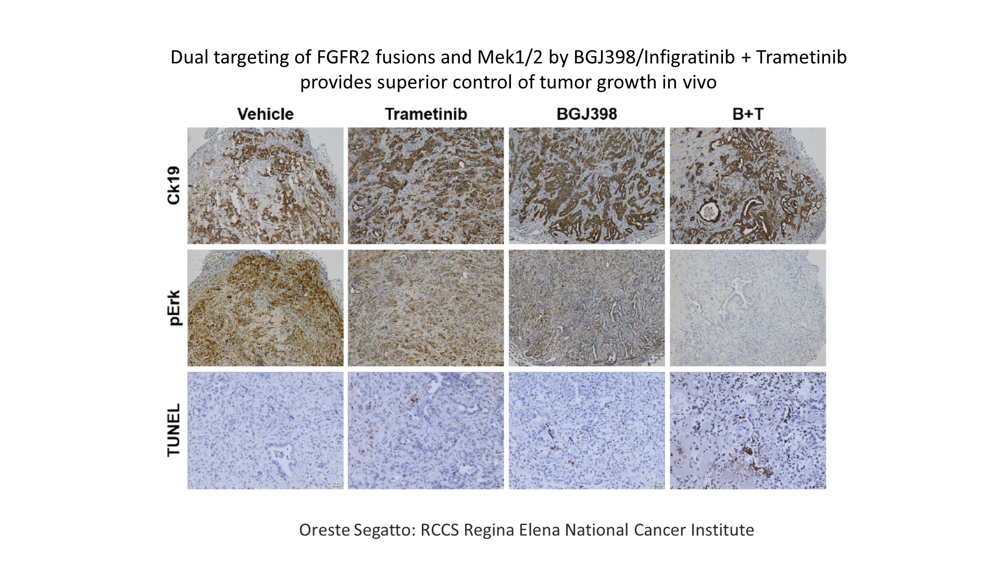 Dual targeting of FGFR2 fusions and Mek1/2 by BGJ398/Infigratinib + Trametinib
provides superior control of tumor growth in vivo
Vehicle
Trametinib
BGJ398
B+T
Ck19
pErk
TUNEL
Oreste Segatto: RCCS Regina Elena National Cancer Institute